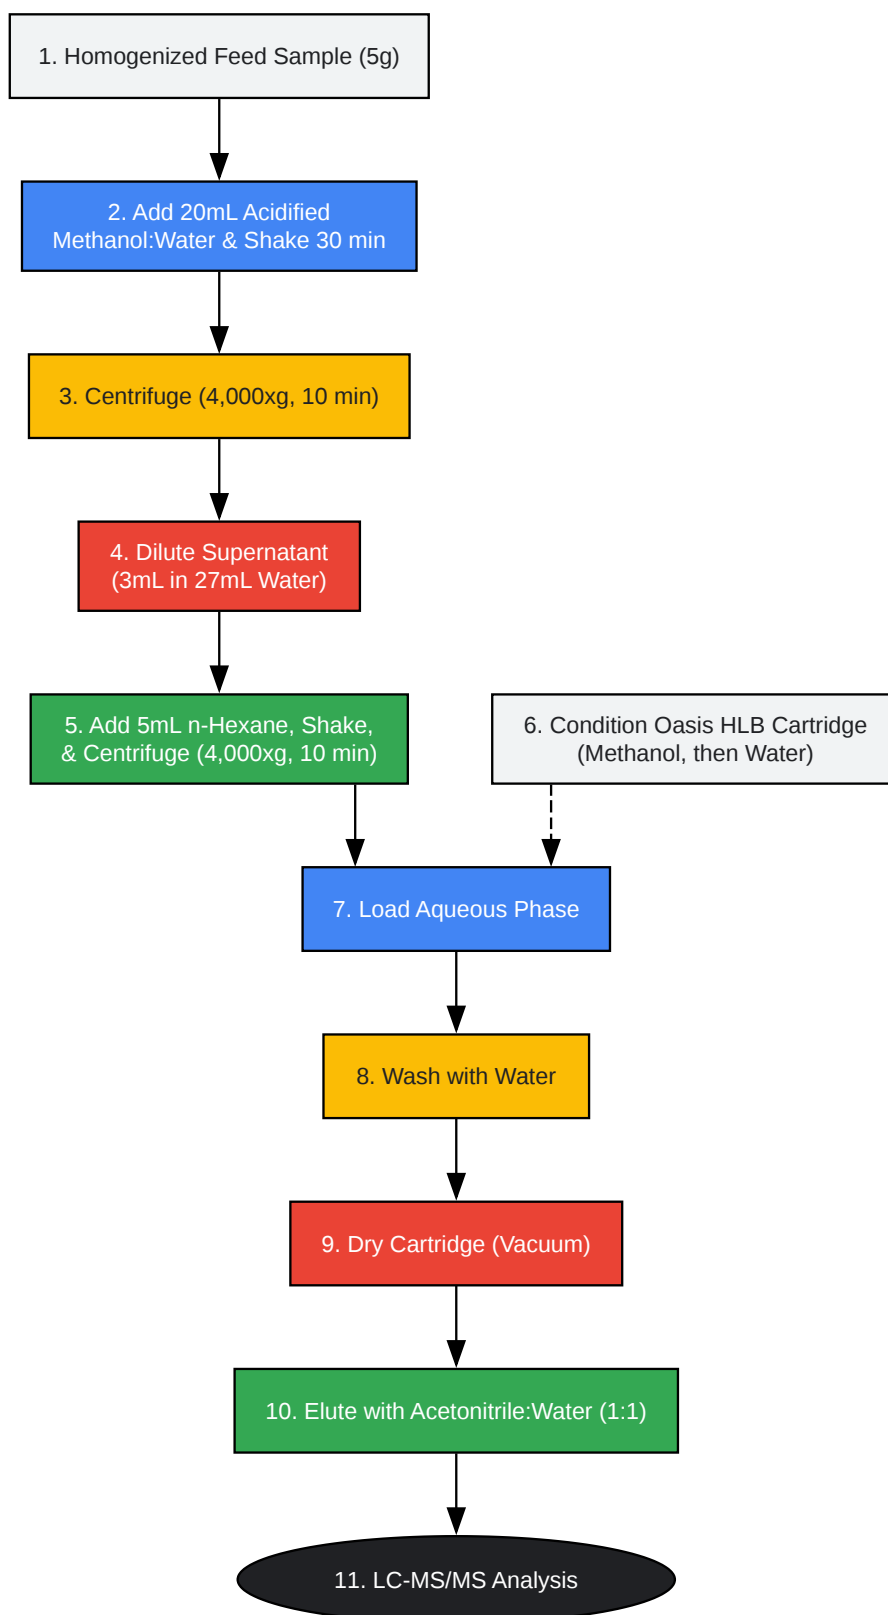 1. Homogenized Feed Sample (5g)
2. Add 20mL Acidified
Methanol:Water & Shake 30 min
3. Centrifuge (4,000xg, 10 min)
4. Dilute Supernatant
(3mL in 27mL Water)
5. Add 5mL n-Hexane, Shake,
& Centrifuge (4,000xg, 10 min)
6. Condition Oasis HLB Cartridge
(Methanol, then Water)
7. Load Aqueous Phase
8. Wash with Water
9. Dry Cartridge (Vacuum)
10. Elute with Acetonitrile:Water (1:1)
11. LC-MS/MS Analysis